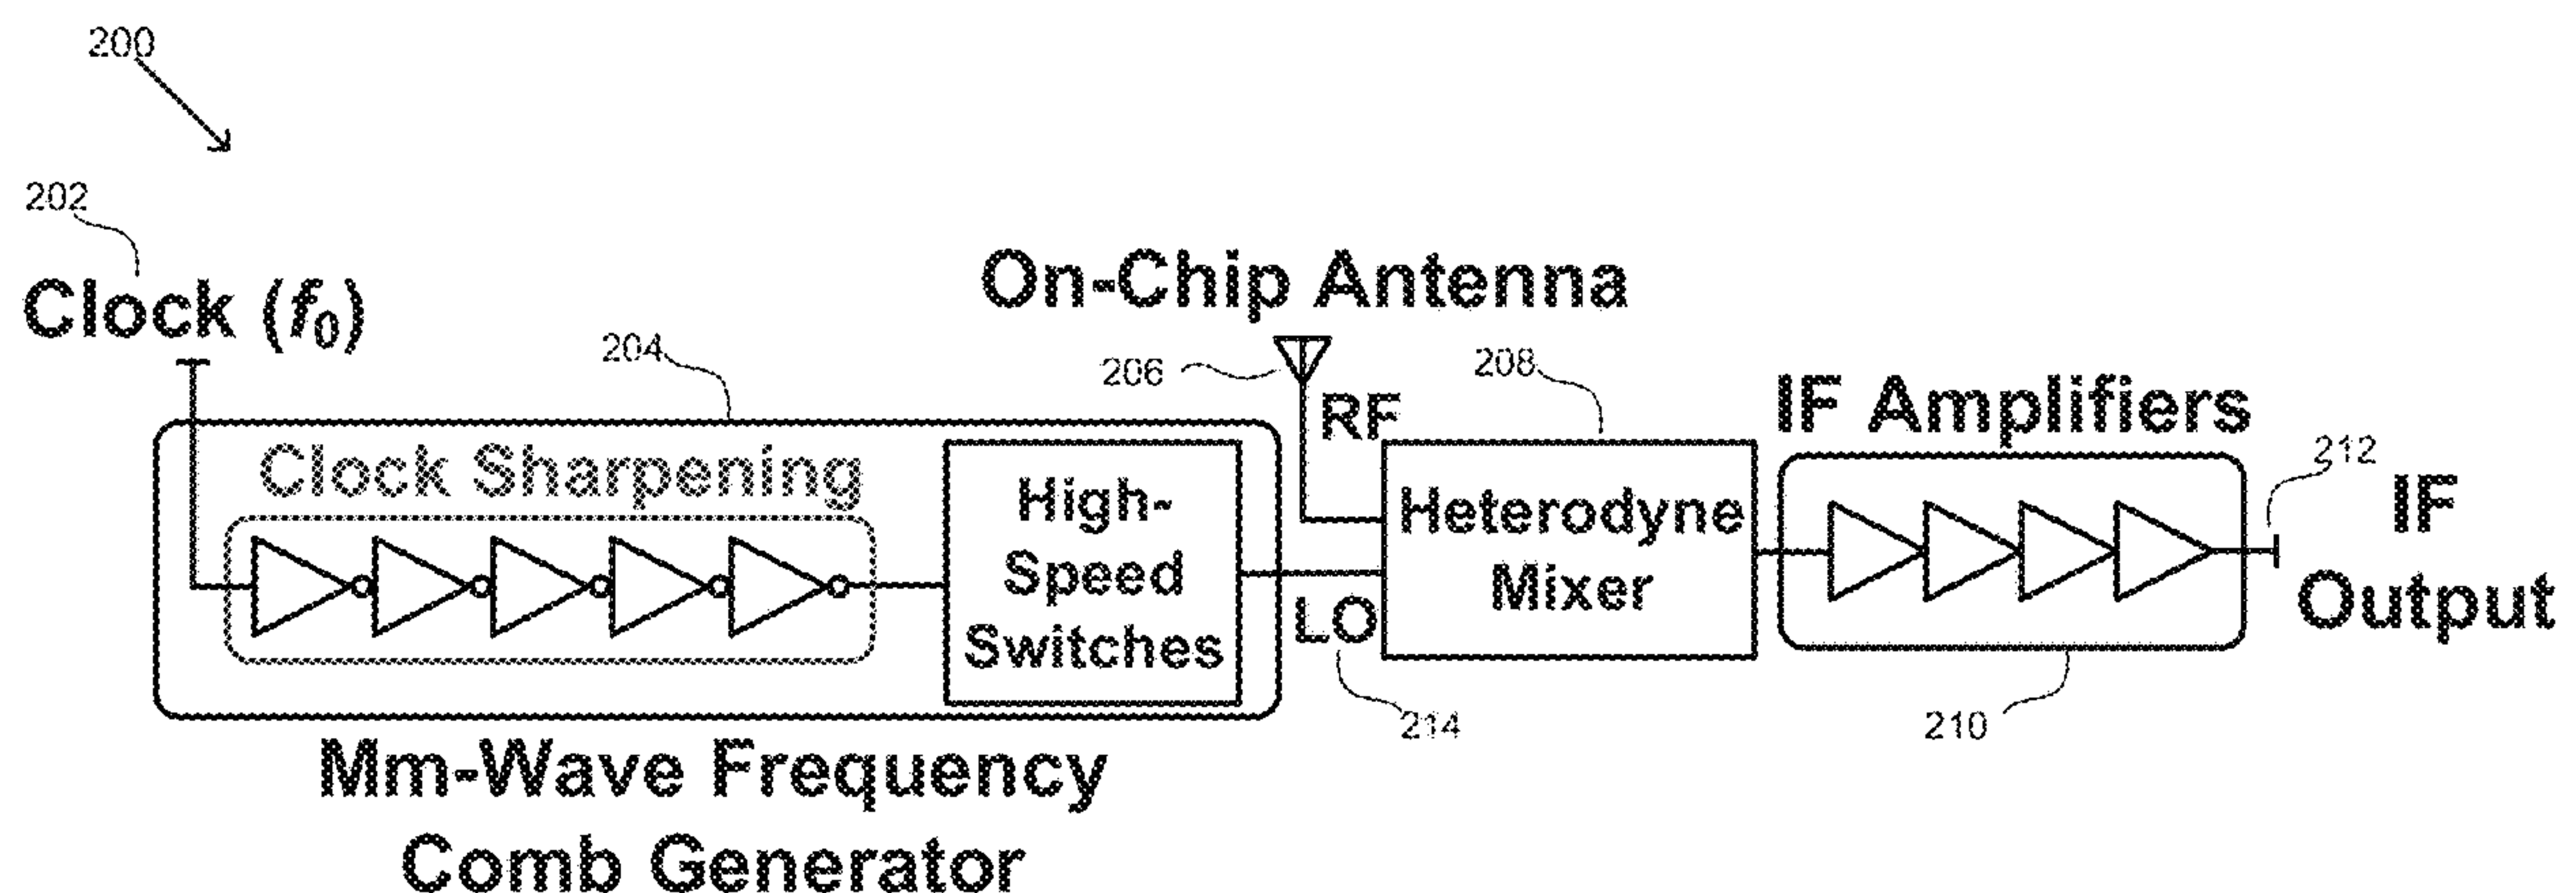 200
202
Clock (f0)
On-Chip Antenna
204
206
RF
208
IF Amplifiers
212
Clock Sharpening
High-
Speed
Switches
Heterodyne
Mixer
IF
Output
LO
214
210
Mm-Wave Frequency
Comb Generator